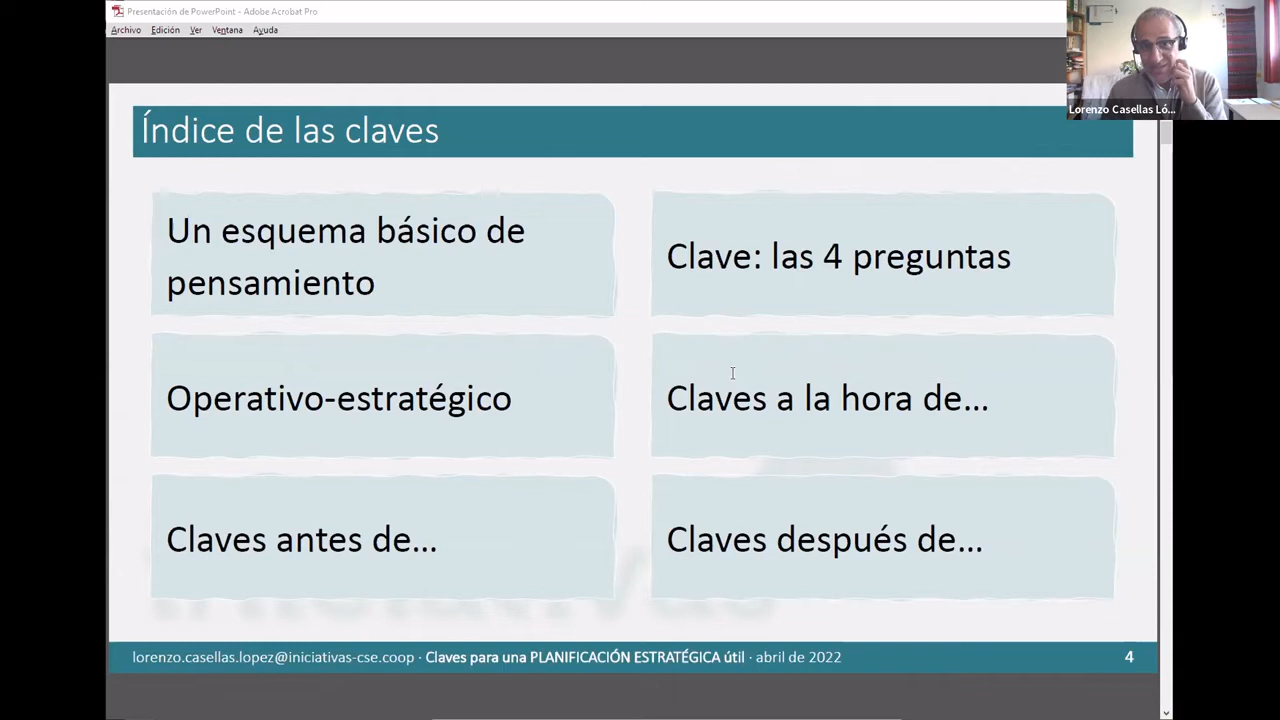 Presentación de PowerPoint - Adobe Acrobat Pro
Archivo Edición Ver Ventana Ayuda
Lorenzo Casellas Ló...
Índice de las claves
Un esquema básico de
pensamiento
Clave: las 4 preguntas
Operativo-estratégico
Claves a la hora de...
Claves antes de...
Claves después de...
lorenzo.casellas.lopez@iniciativas-cse.coop · Claves para una PLANIFICACIÓN ESTRATÉGICA útil · abril de 2022
4